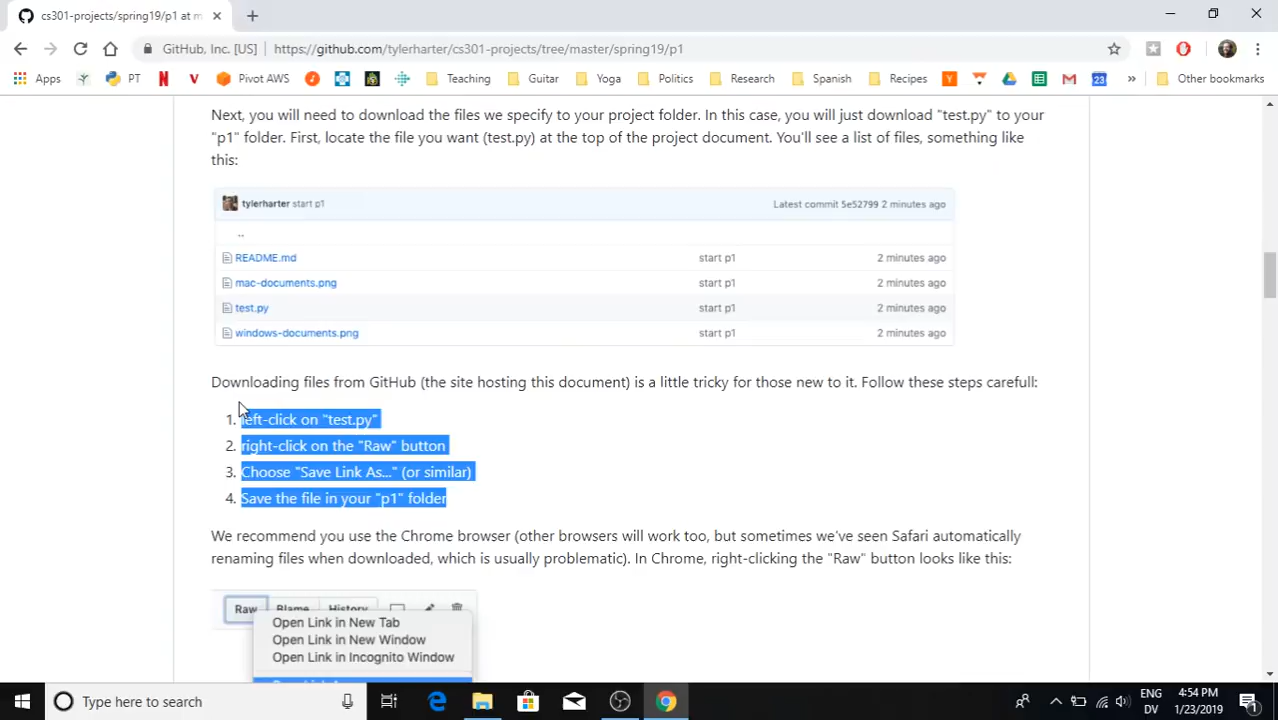 cs301-projects/spring19/p1 at m
GitHub, Inc. [US] https://github.com/tylerharter/cs301-projects/tree/master/spring19/p1
Apps PT Pivot AWS Teaching Guitar Yoga Politics Research Spanish Recipes 23 » Other bookmarks
Next, you will need to download the files we specify to your project folder. In this case, you will just download "test.py" to your
"p1" folder. First, locate the file you want (test.py) at the top of the project document. You'll see a list of files, something like
this:
tylerharter start p1 Latest commit 5e52799 2 minutes ago
..
README.md start p1 2 minutes ago
mac-documents.png start p1 2 minutes ago
test.py start p1 2 minutes ago
windows-documents.png start p1 2 minutes ago
Downloading files from GitHub (the site hosting this document) is a little tricky for those new to it. Follow these steps carefull:
1. left-click on "test.py"
2. right-click on the "Raw" button
3. Choose "Save Link As..." (or similar)
4. Save the file in your "p1" folder
We recommend you use the Chrome browser (other browsers will work too, but sometimes we've seen Safari automatically
renaming files when downloaded, which is usually problematic). In Chrome, right-clicking the "Raw" button looks like this:
Raw Blame History
Open Link in New Tab
Open Link in New Window
Open Link in Incognito Window
Type here to search
ENG
DV
4:54 PM
1/23/2019
1